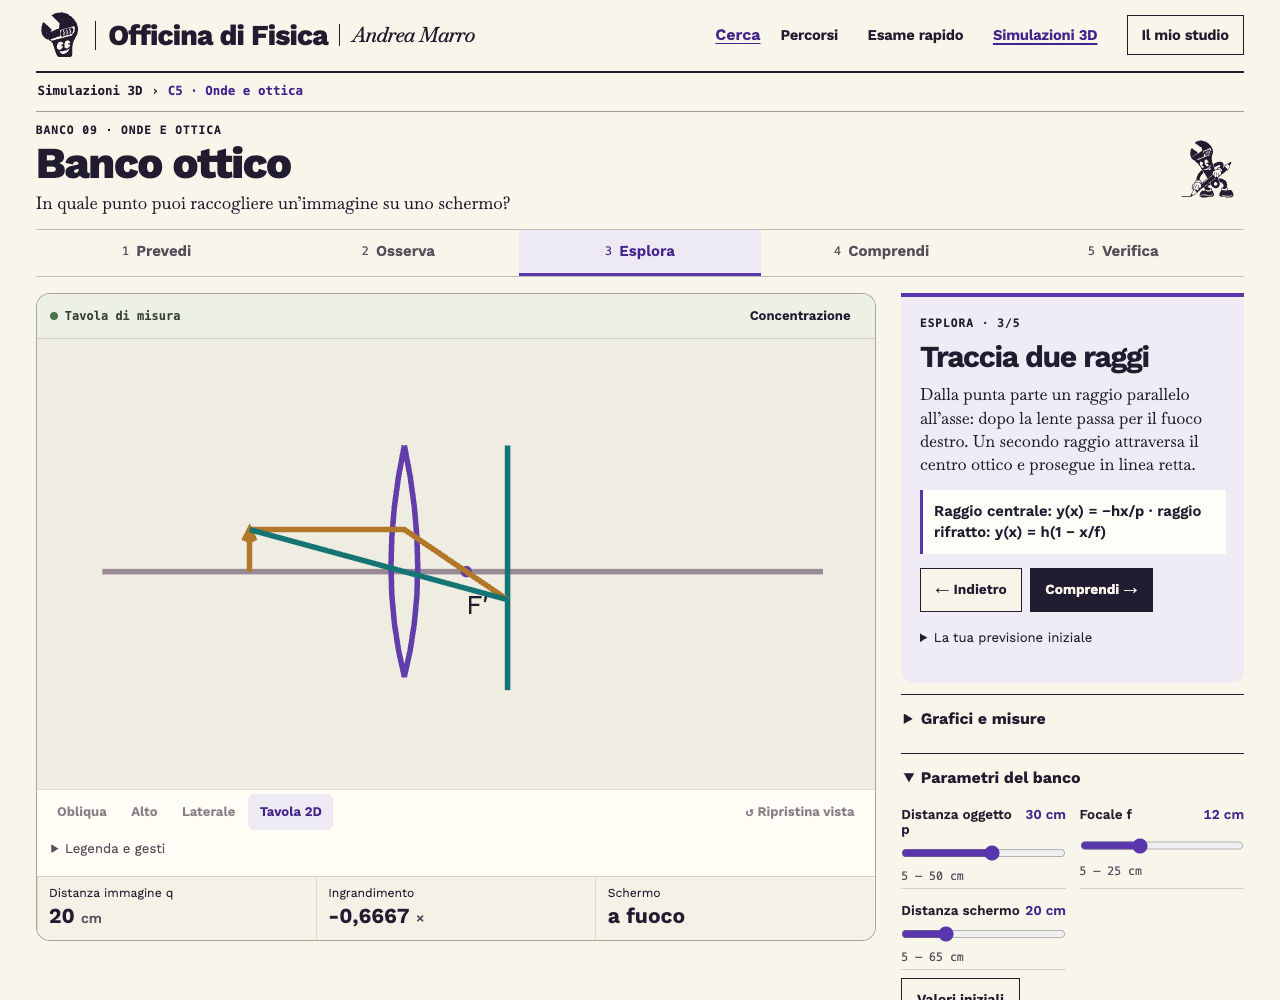 Officina di Fisica
Andrea Marro
Cerca
Percorsi
Esame rapido
Simulazioni 3D
Il mio studio
Simulazioni 3D › C5 · Onde e ottica
BANCO 09 · ONDE E OTTICA
Banco ottico
In quale punto puoi raccogliere un’immagine su uno schermo?
1 Prevedi
2 Osserva
3 Esplora
4 Comprendi
5 Verifica
Tavola di misura
Concentrazione
F′
Obliqua
Alto
Laterale
Tavola 2D
↺ Ripristina vista
▶ Legenda e gesti
Distanza immagine q
20 cm
Ingrandimento
-0,6667 ×
Schermo
a fuoco
ESPLORA · 3/5
Traccia due raggi
Dalla punta parte un raggio parallelo
all’asse: dopo la lente passa per il fuoco
destro. Un secondo raggio attraversa il
centro ottico e prosegue in linea retta.
Raggio centrale: y(x) = −hx/p · raggio
rifratto: y(x) = h(1 − x/f)
← Indietro
Comprendi →
▶ La tua previsione iniziale
▶ Grafici e misure
▼ Parametri del banco
Distanza oggetto p
30 cm
5 — 50 cm
Focale f
12 cm
5 — 25 cm
Distanza schermo
20 cm
5 — 65 cm
Valori iniziali